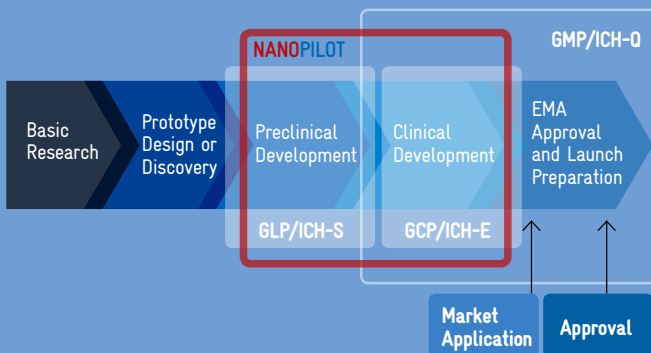 GMP/ICH-Q
NANOPILOT
Basic
Research
Prototype
Design or
Discovery
Preclinical
Development
Clinical
Development
EMA
Approval
and Launch
Preparation
GLP/ICH-S
GCP/ICH-E
Market
Application
Approval